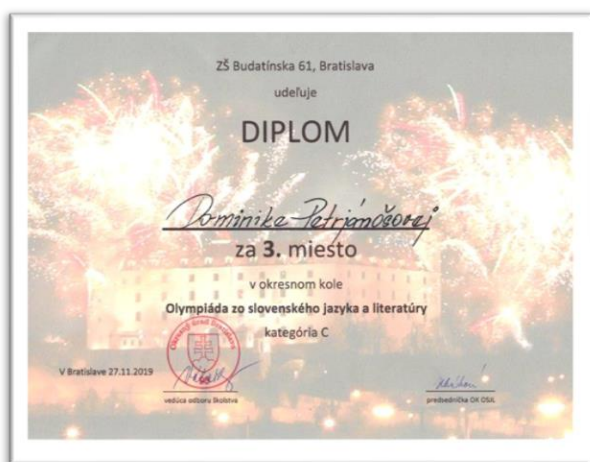 ZŠ Budatínska 61, Bratislava
udeľuje
DIPLOM
Dominike Petrjánošovej
za 3. miesto
v okresnom kole
Olympiáda zo slovenského jazyka a literatúry
kategória C
V Bratislave 27.11.2019
vedúca odboru školstva
predsedníčka OK OSJL